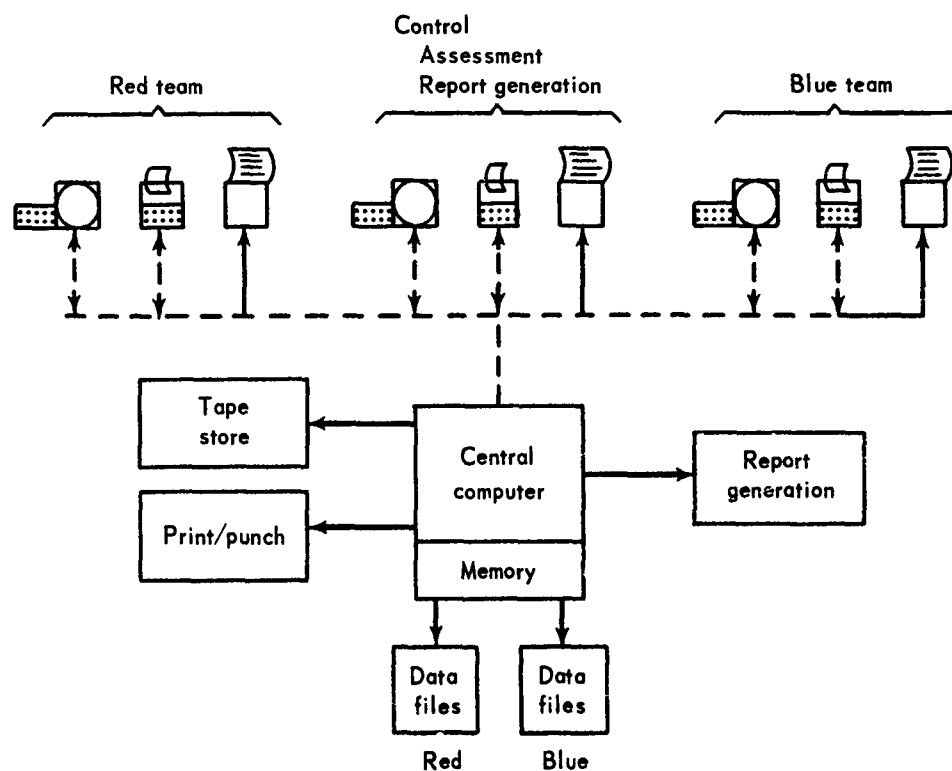 Control
Assessment
Report generation
Red team
Blue team
Tape
store
Central
computer
Report
generation
Print/punch
Memory
Data
files
Data
files
Red
Blue